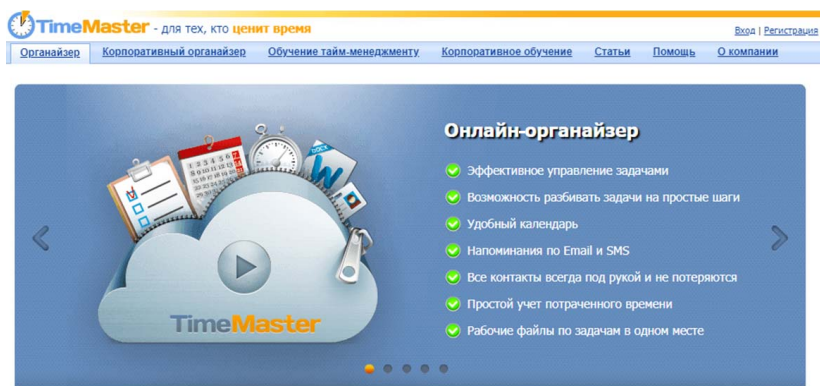 TimeMaster - для тех, кто ценит время
Вход | Регистрация
Органайзер Корпоративный органайзер Обучение тайм-менеджменту Корпоративное обучение Статьи Помощь О компании
Онлайн-органайзер
Эффективное управление задачами
Возможность разбивать задачи на простые шаги
Удобный календарь
Напоминания по Email и SMS
Все контакты всегда под рукой и не потеряются
Простой учет потраченного времени
Рабочие файлы по задачам в одном месте
DOCX
W
TimeMaster